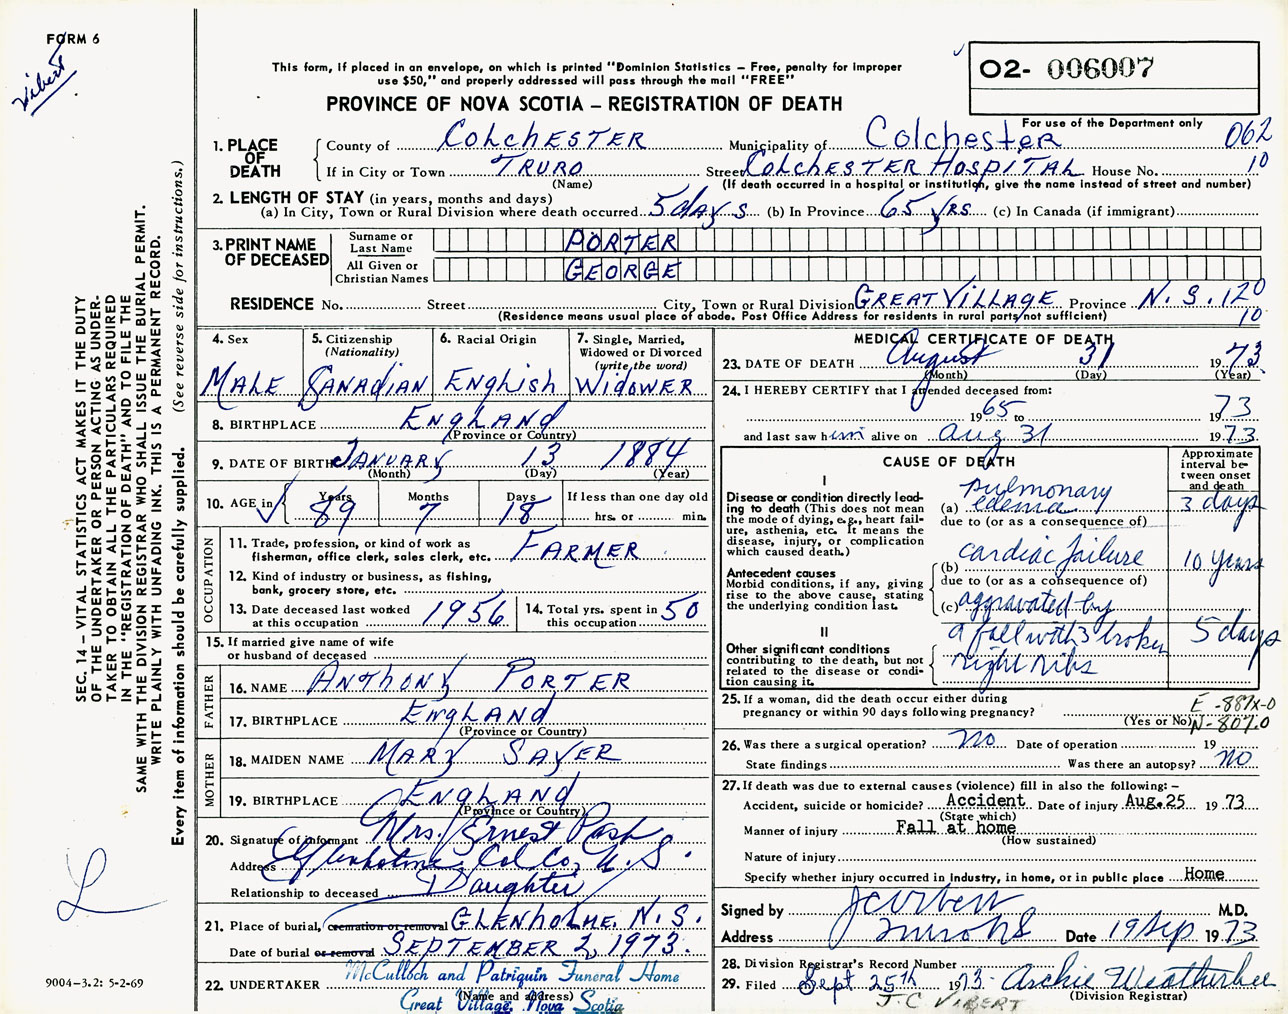 FORM 6
Vibert
This form, if placed in an envelope, on which is printed "Dominion Statistics – Free, penalty for improper
use $50," and properly addressed will pass through the mail "FREE"
PROVINCE OF NOVA SCOTIA – REGISTRATION OF DEATH
O2- 006007
For use of the Department only
062
10
1. PLACE OF DEATH
County of COLCHESTER Municipality of Colchester
If in City or Town TRURO Street COLCHESTER HOSPITAL House No.
(Name) (If death occurred in a hospital or institution, give the name instead of street and number)
2. LENGTH OF STAY (in years, months and days)
(a) In City, Town or Rural Division where death occurred 5 days (b) In Province 65 yrs (c) In Canada (if immigrant)
3. PRINT NAME OF DECEASED
Surname or Last Name PORTER
All Given or Christian Names GEORGE
RESIDENCE No. Street City, Town or Rural Division GREAT VILLAGE Province N.S. 120
10
(Residence means usual place of abode. Post Office Address for residents in rural parts not sufficient)
4. Sex MALE
5. Citizenship (Nationality) CANADIAN
6. Racial Origin ENGLISH
7. Single, Married, Widowed or Divorced (write the word) WIDOWER
8. BIRTHPLACE ENGLAND
(Province or Country)
9. DATE OF BIRTH JANUARY 13 1884
(Month) (Day) (Year)
10. AGE in Years 89 Months 7 Days 18 If less than one day old
hrs. or min.
OCCUPATION
11. Trade, profession, or kind of work as
fisherman, office clerk, sales clerk, etc. FARMER
12. Kind of industry or business, as fishing,
bank, grocery store, etc.
13. Date deceased last worked
at this occupation 1956
14. Total yrs. spent in
this occupation 50
15. If married give name of wife
or husband of deceased
FATHER
16. NAME ANTHONY PORTER
17. BIRTHPLACE ENGLAND
(Province or Country)
MOTHER
18. MAIDEN NAME MARY SAYER
19. BIRTHPLACE ENGLAND
(Province or Country)
20. Signature of informant Mrs. Ernest Pash
Address Glenholme, Col Co, N.S.
Relationship to deceased Daughter
21. Place of burial, cremation or removal GLENHOLME, N.S.
Date of burial or removal SEPTEMBER 2, 1973.
22. UNDERTAKER McCulloch and Patriquin Funeral Home
(Name and address)
Great Village, Nova Scotia
MEDICAL CERTIFICATE OF DEATH
23. DATE OF DEATH August 31 1973
(Month) (Day) (Year)
24. I HEREBY CERTIFY that I attended deceased from:
1965 to 1973
and last saw him alive on Aug 31 1973
CAUSE OF DEATH
Approximate interval between onset and death
I
Disease or condition directly leading to death (This does not mean the mode of dying, e.g., heart failure, asthenia, etc. It means the disease, injury, or complication which caused death.)
(a) pulmonary edema 3 days
due to (or as a consequence of)
Antecedent causes
Morbid conditions, if any, giving rise to the above cause, stating the underlying condition last.
(b) cardiac failure 10 years
due to (or as a consequence of)
(c) aggravated by
II
Other significant conditions contributing to the death, but not related to the disease or condition causing it.
a fall with 3 broken 5 days
right ribs
25. If a woman, did the death occur either during
pregnancy or within 90 days following pregnancy?
(Yes or No)
E-887X-0
N-807.0
26. Was there a surgical operation? No Date of operation 19
State findings Was there an autopsy? No
27. If death was due to external causes (violence) fill in also the following: –
Accident, suicide or homicide? Accident Date of injury Aug. 25 1973
(State which)
Manner of injury Fall at home
(How sustained)
Nature of injury
Specify whether injury occurred in industry, in home, or in public place Home
Signed by JC Vibert M.D.
Address Truro NS Date 19 Sep 1973
28. Division Registrar's Record Number
29. Filed Sept 25th 1973. Archie Weatherbee
(Division Registrar)
J.C. VIBERT
SEC. 14 – VITAL STATISTICS ACT MAKES IT THE DUTY
OF THE UNDERTAKER OR PERSON ACTING AS UNDER-
TAKER TO OBTAIN ALL THE PARTICULARS REQUIRED
IN THE "REGISTRATION OF DEATH" AND TO FILE THE
SAME WITH THE DIVISION REGISTRAR WHO SHALL ISSUE THE BURIAL PERMIT.
WRITE PLAINLY WITH UNFADING INK. THIS IS A PERMANENT RECORD.
Every item of information should be carefully supplied. (See reverse side for instructions.)
L
9004–3.2: 5-2-69